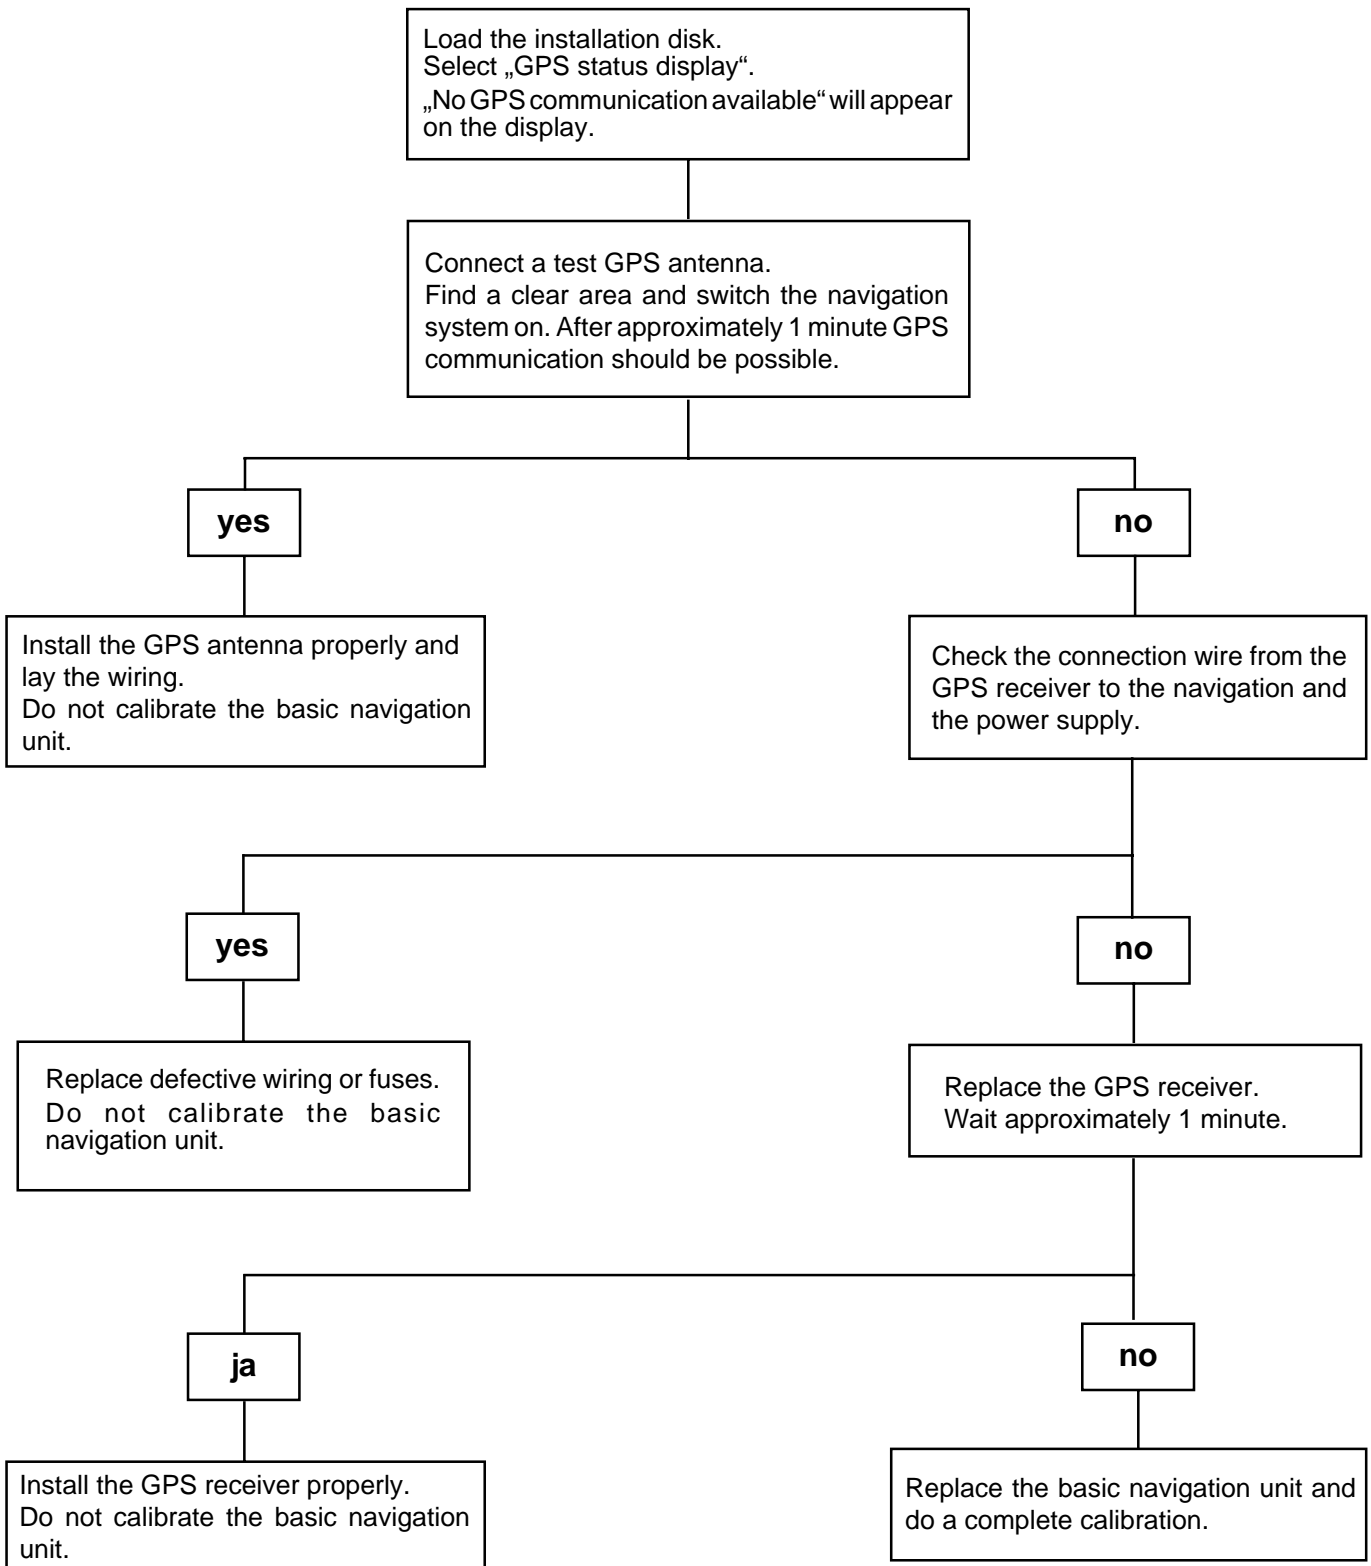 Load the installation disk.
Select „GPS status display“.
„No GPS communication available“ will appear
on the display.
Connect a test GPS antenna.
Find a clear area and switch the navigation
system on. After approximately 1 minute GPS
communication should be possible.
yes
no
Install the GPS antenna properly and
lay the wiring.
Do not calibrate the basic navigation
unit.
Check the connection wire from the
GPS receiver to the navigation and
the power supply.
yes
no
Replace defective wiring or fuses.
Do not calibrate the basic
navigation unit.
Replace the GPS receiver.
Wait approximately 1 minute.
ja
no
Install the GPS receiver properly.
Do not calibrate the basic navigation
unit.
Replace the basic navigation unit and
do a complete calibration.